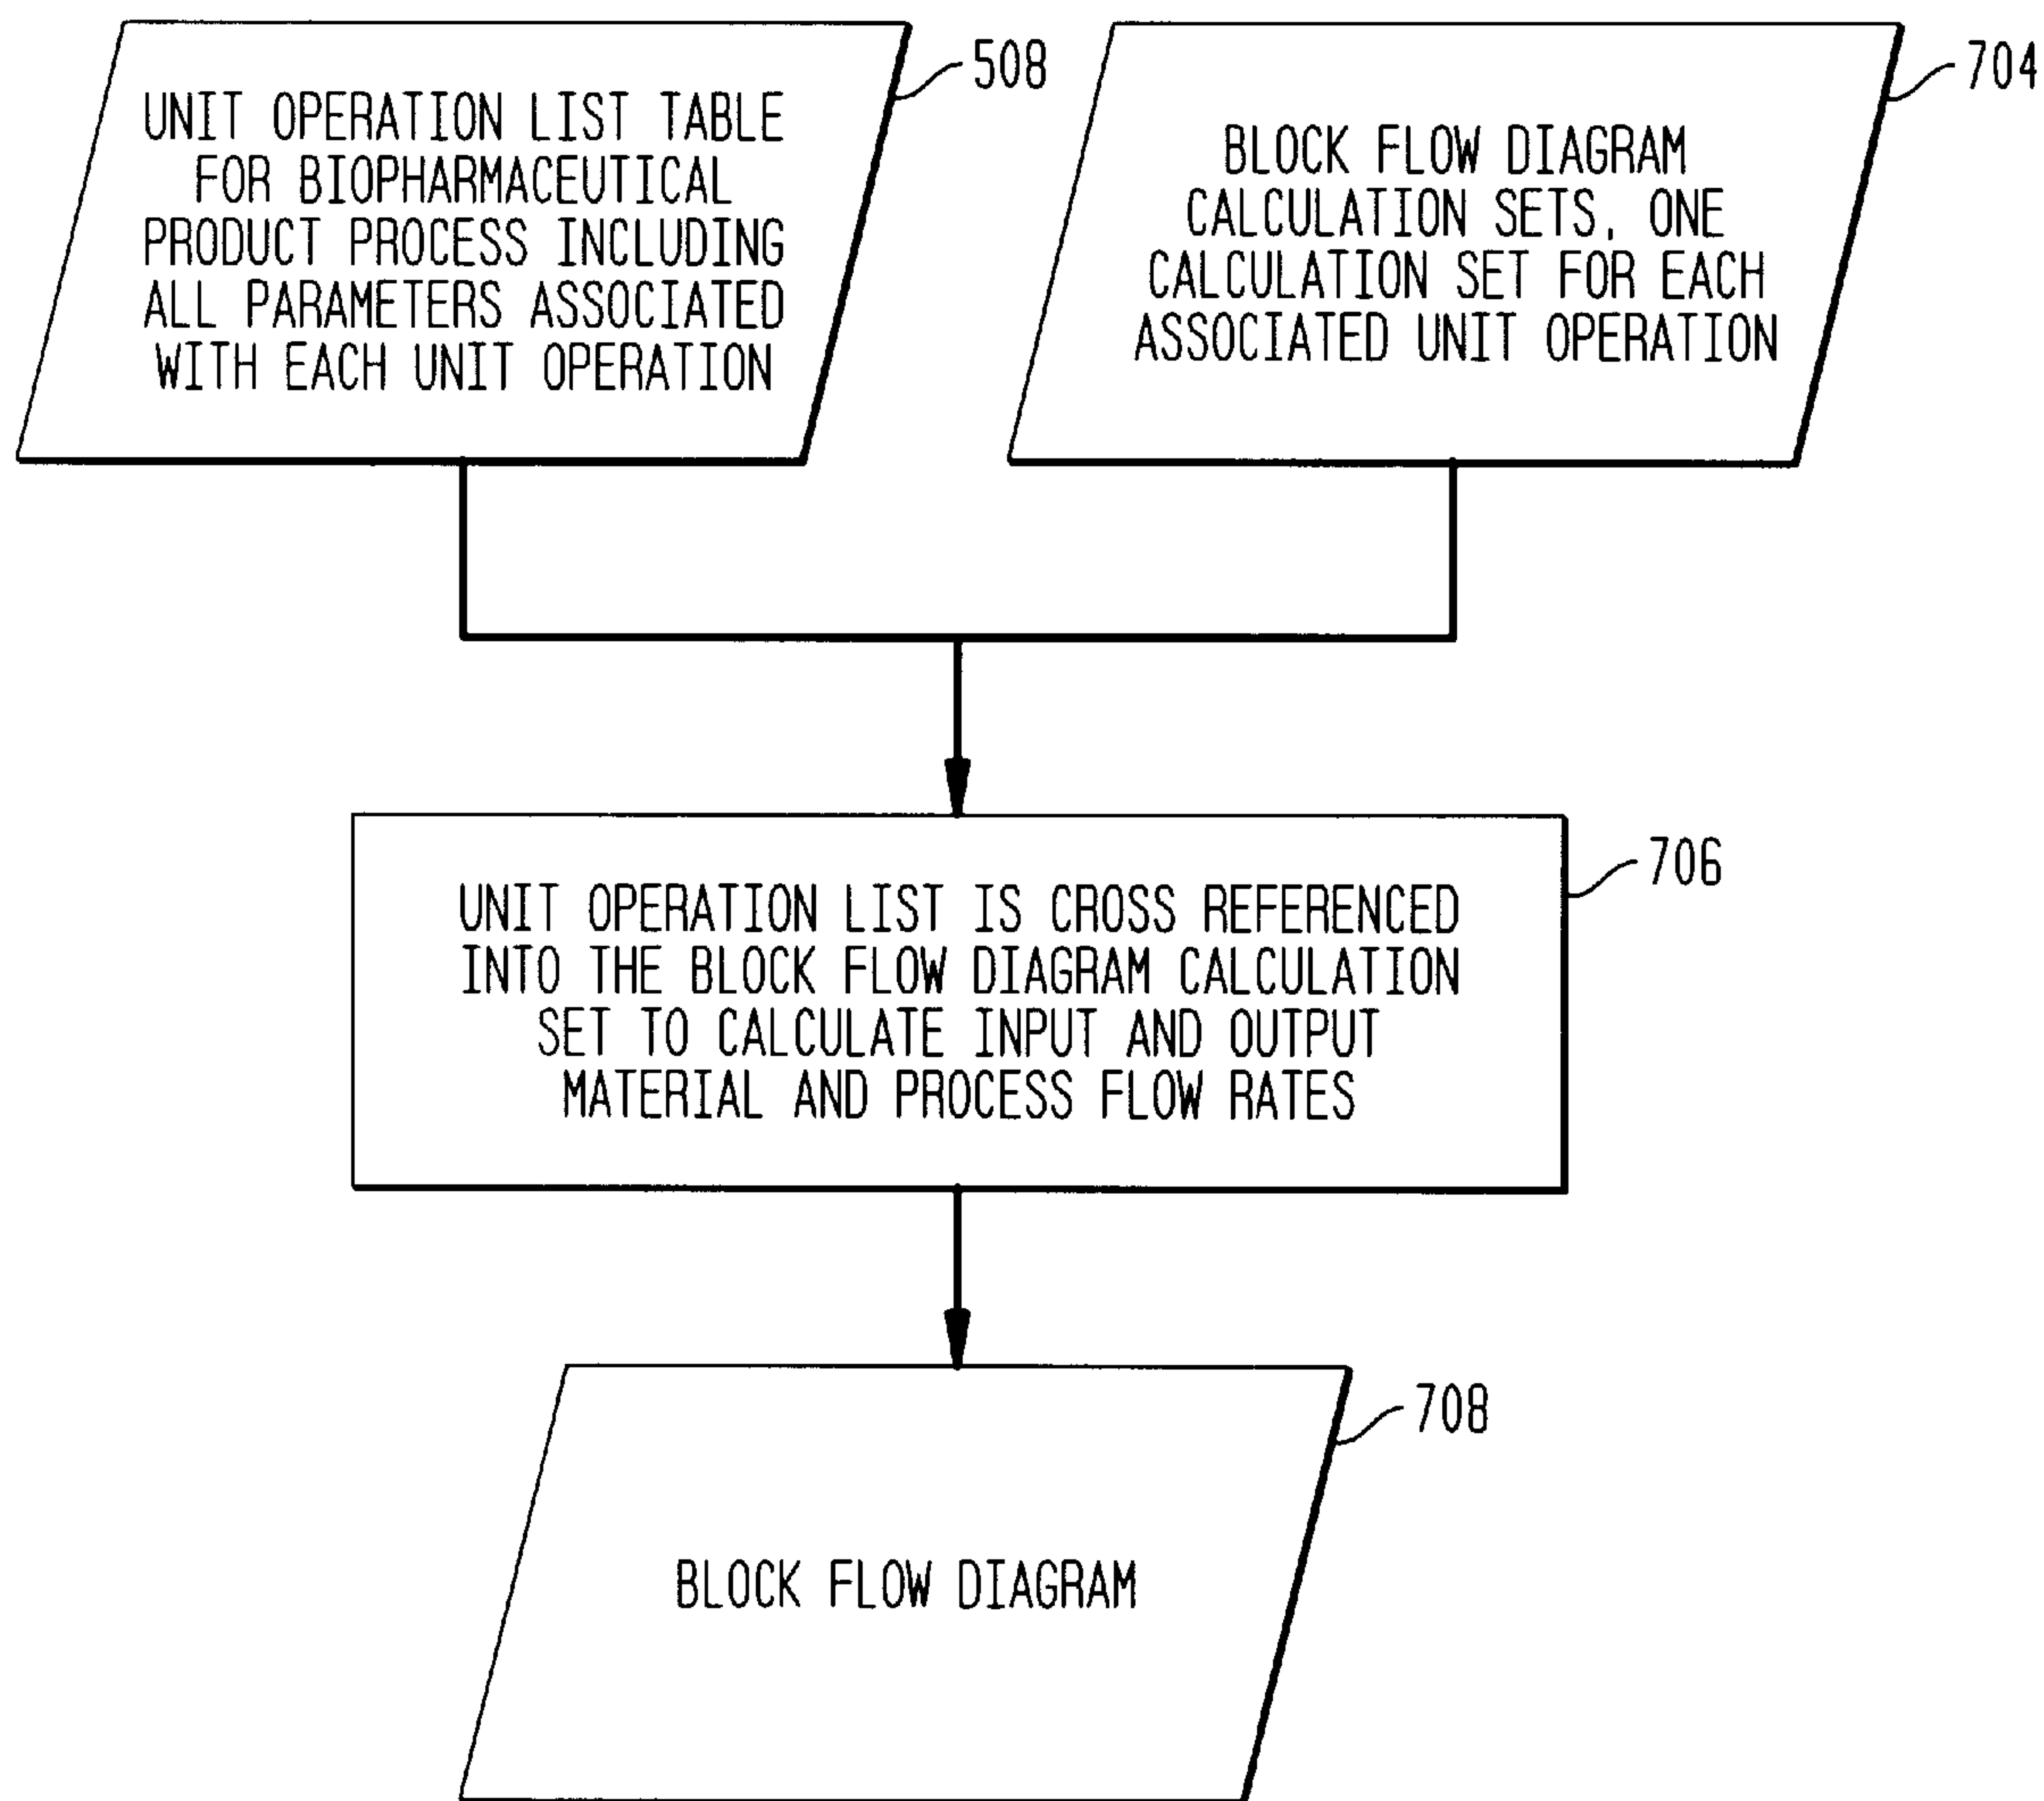 UNIT OPERATION LIST TABLE
FOR BIOPHARMACEUTICAL
PRODUCT PROCESS INCLUDING
ALL PARAMETERS ASSOCIATED
WITH EACH UNIT OPERATION
508
BLOCK FLOW DIAGRAM
CALCULATION SETS, ONE
CALCULATION SET FOR EACH
ASSOCIATED UNIT OPERATION
704
UNIT OPERATION LIST IS CROSS REFERENCED
INTO THE BLOCK FLOW DIAGRAM CALCULATION
SET TO CALCULATE INPUT AND OUTPUT
MATERIAL AND PROCESS FLOW RATES
706
BLOCK FLOW DIAGRAM
708